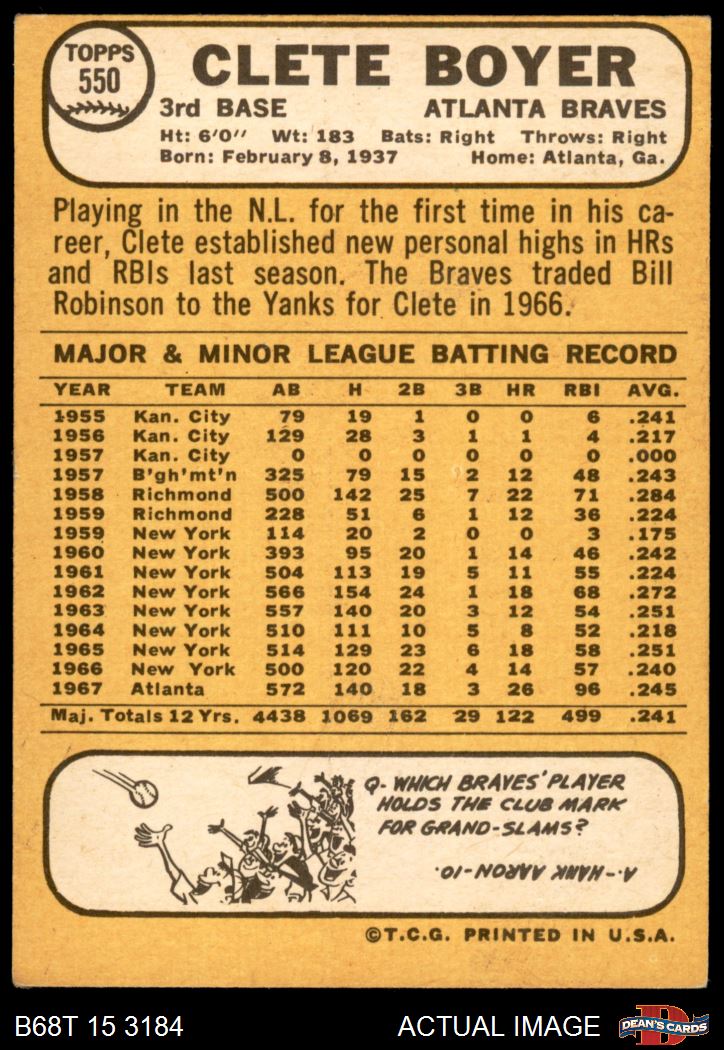 TOPPS
550
CLETE BOYER
3rd BASE ATLANTA BRAVES
Ht: 6'0" Wt: 183 Bats: Right Throws: Right
Born: February 8, 1937 Home: Atlanta, Ga.
Playing in the N.L. for the first time in his ca-
reer, Clete established new personal highs in HRs
and RBIs last season. The Braves traded Bill
Robinson to the Yanks for Clete in 1966.
MAJOR & MINOR LEAGUE BATTING RECORD
YEAR TEAM AB H 2B 3B HR RBI AVG.
1955 Kan. City 79 19 1 0 0 6 .241
1956 Kan. City 129 28 3 1 1 4 .217
1957 Kan. City 0 0 0 0 0 0 .000
1957 B'gh'mt'n 325 79 15 2 12 48 .243
1958 Richmond 500 142 25 7 22 71 .284
1959 Richmond 228 51 6 1 12 36 .224
1959 New York 114 20 2 0 0 3 .175
1960 New York 393 95 20 1 14 46 .242
1961 New York 504 113 19 5 11 55 .224
1962 New York 566 154 24 1 18 68 .272
1963 New York 557 140 20 3 12 54 .251
1964 New York 510 111 10 5 8 52 .218
1965 New York 514 129 23 6 18 58 .251
1966 New York 500 120 22 4 14 57 .240
1967 Atlanta 572 140 18 3 26 96 .245
Maj. Totals 12 Yrs. 4438 1069 162 29 122 499 .241
Q- WHICH BRAVES' PLAYER
HOLDS THE CLUB MARK
FOR GRAND-SLAMS?
A-- HANK AARON-10.
©T.C.G. PRINTED IN U.S.A.
B68T 15 3184 ACTUAL IMAGE
D
DEAN'S CARDS